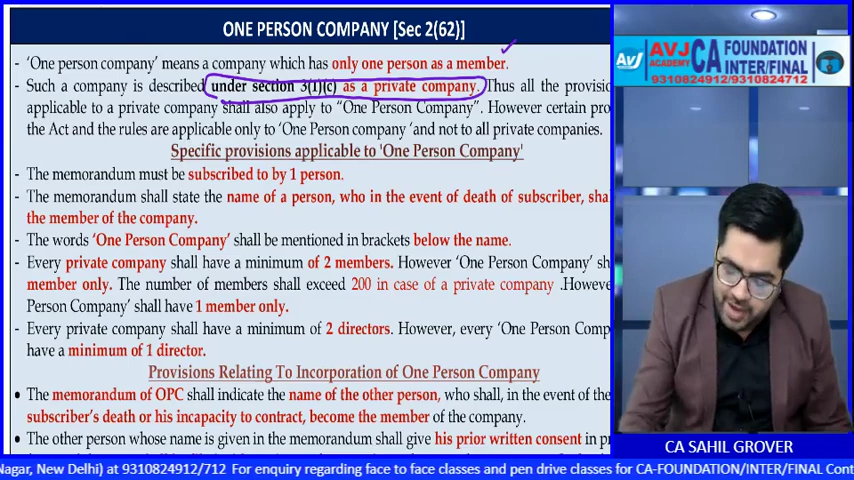 ONE PERSON COMPANY [Sec 2(62)]
- 'One person company' means a company which has only one person as a member.
- Such a company is described under section 3(1)(c) as a private company. Thus all the provisio
applicable to a private company shall also apply to "One Person Company". However certain pro
the Act and the rules are applicable only to 'One Person company 'and not to all private companies.
Specific provisions applicable to 'One Person Company'
- The memorandum must be subscribed to by 1 person.
- The memorandum shall state the name of a person, who in the event of death of subscriber, sha
the member of the company.
- The words 'One Person Company' shall be mentioned in brackets below the name.
- Every private company shall have a minimum of 2 members. However 'One Person Company' sh
member only. The number of members shall exceed 200 in case of a private company .Howeve
Person Company' shall have 1 member only.
- Every private company shall have a minimum of 2 directors. However, every 'One Person Comp
have a minimum of 1 director.
Provisions Relating To Incorporation of One Person Company
• The memorandum of OPC shall indicate the name of the other person, who shall, in the event of the
subscriber's death or his incapacity to contract, become the member of the company.
• The other person whose name is given in the memorandum shall give his prior written consent in pr
AVJ
AVJ ACADEMY CA FOUNDATION INTER/FINAL
9310824912/9310824712
CA SAHIL GROVER
Nagar, New Delhi) at 9310824912/712 For enquiry regarding face to face classes and pen drive classes for CA-FOUNDATION/INTER/FINAL Cont